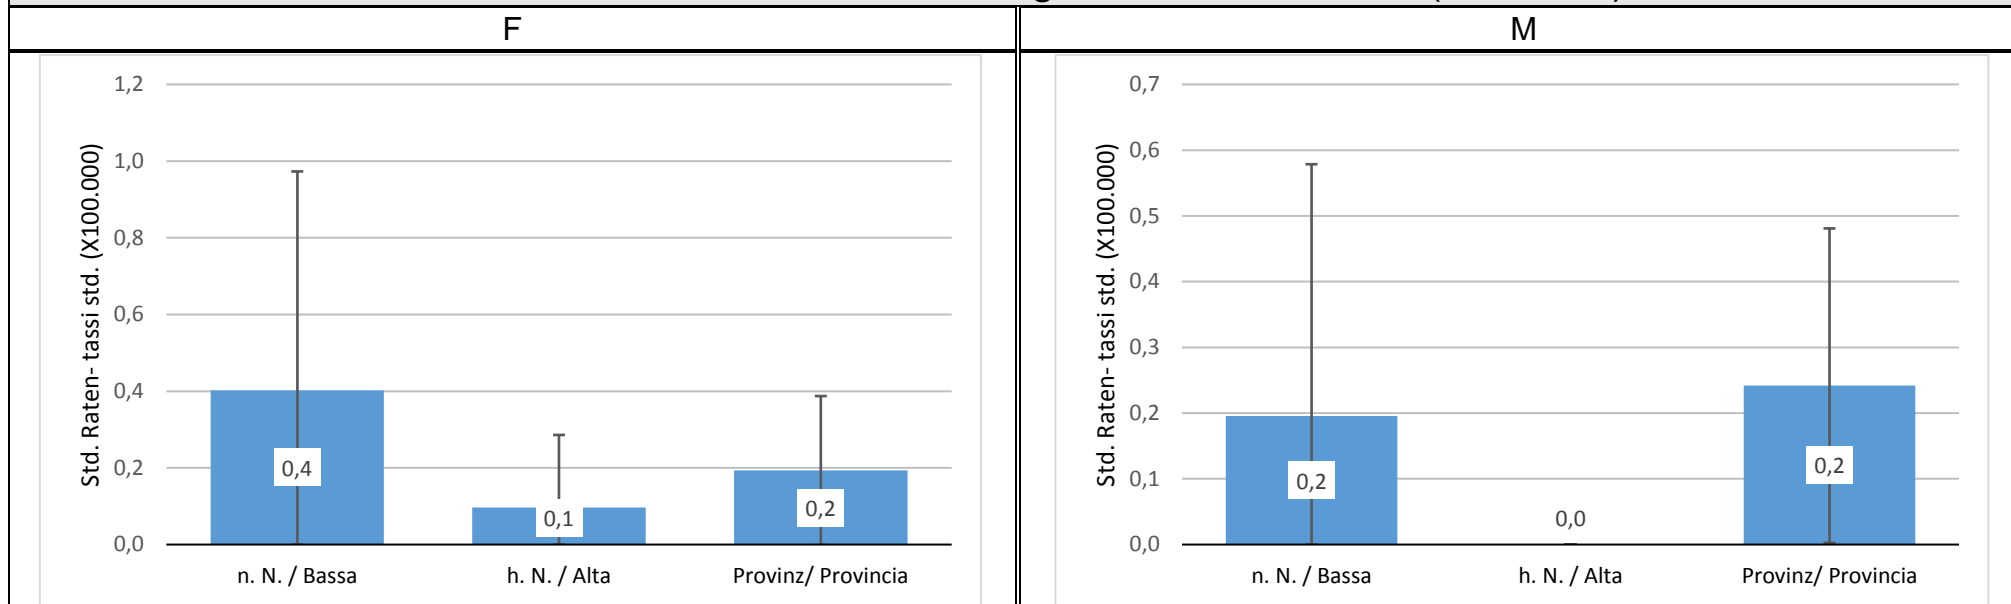 F
M
1,2
1,0
0,8
0,6
0,4
0,2
0,0
Std. Raten- tassi std. (X100.000)
0,4
0,1
0,2
n. N. / Bassa
h. N. / Alta
Provinz/ Provincia
0,7
0,6
0,5
0,4
0,3
0,2
0,1
0,0
Std. Raten- tassi std. (X100.000)
0,2
0,0
0,2
n. N. / Bassa
h. N. / Alta
Provinz/ Provincia